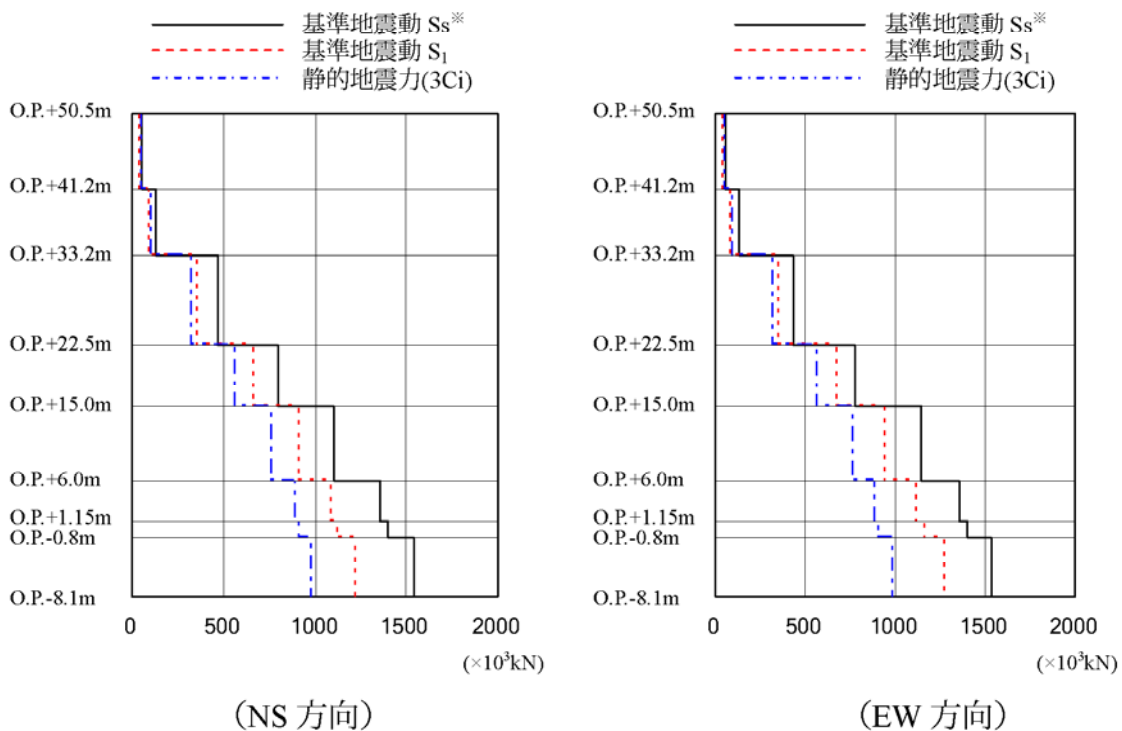 基準地震動 Ss※
基準地震動 S1
静的地震力(3Ci)
O.P.+50.5m
O.P.+41.2m
O.P.+33.2m
O.P.+22.5m
O.P.+15.0m
O.P.+6.0m
O.P.+1.15m
O.P.-0.8m
O.P.-8.1m
0 500 1000 1500 2000
(×10³kN)
(NS 方向)
基準地震動 Ss※
基準地震動 S1
静的地震力(3Ci)
O.P.+50.5m
O.P.+41.2m
O.P.+33.2m
O.P.+22.5m
O.P.+15.0m
O.P.+6.0m
O.P.+1.15m
O.P.-0.8m
O.P.-8.1m
0 500 1000 1500 2000
(×10³kN)
(EW 方向)